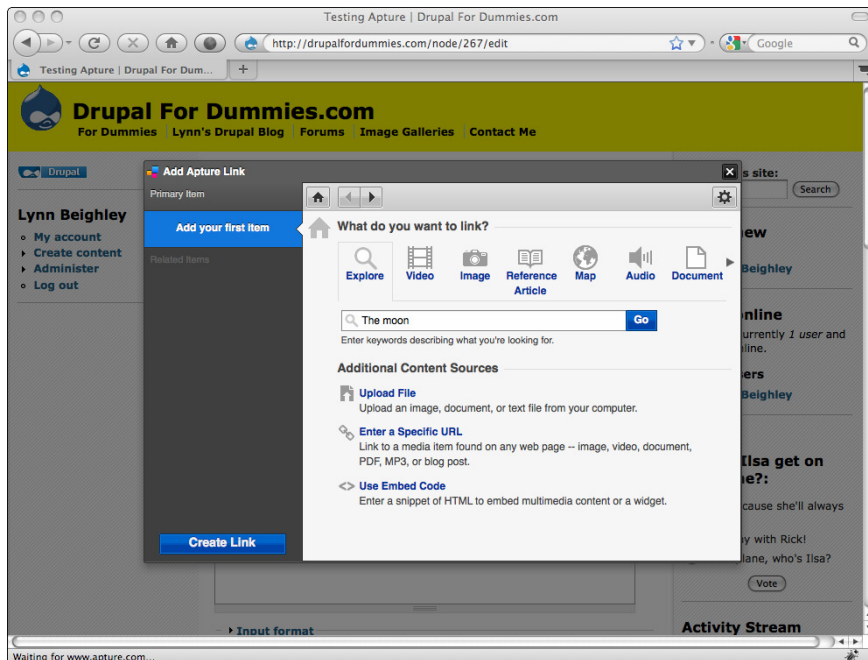 Testing Apture | Drupal For Dummies.com
http://drupalfordummies.com/node/267/edit
Google
Testing Apture | Drupal For Dum...
+
Drupal For Dummies.com
For Dummies Lynn's Drupal Blog Forums Image Galleries Contact Me
Drupal
Lynn Beighley
My account
Create content
Administer
Log out
Add Apture Link
Primary Item
Add your first item
Related Items
Create Link
What do you want to link?
Explore Video Image Reference Article Map Audio Document
The moon Go
Enter keywords describing what you're looking for.
Additional Content Sources
Upload File
Upload an image, document, or text file from your computer.
Enter a Specific URL
Link to a media item found on any web page -- image, video, document,
PDF, MP3, or blog post.
Use Embed Code
Enter a snippet of HTML to embed multimedia content or a widget.
s site:
Search
ew
Beighley
nline
urrently 1 user and
line.
ers
Beighley
Ilsa get on
e?:
cause she'll always
y with Rick!
lane, who's Ilsa?
Vote
Activity Stream
Input format
Waiting for www.apture.com...